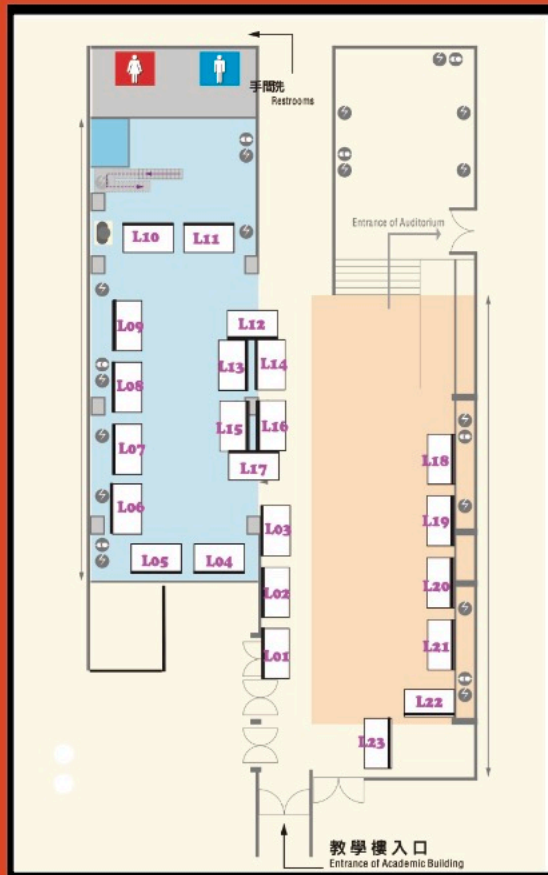 手間洗
Restrooms
Entrance of Auditorium
L10
L11
L12
L09
L13
L14
L08
L15
L16
L07
L17
L18
L06
L03
L19
L05
L04
L02
L20
L01
L21
L22
L23
教學樓入口
Entrance of Academic Building